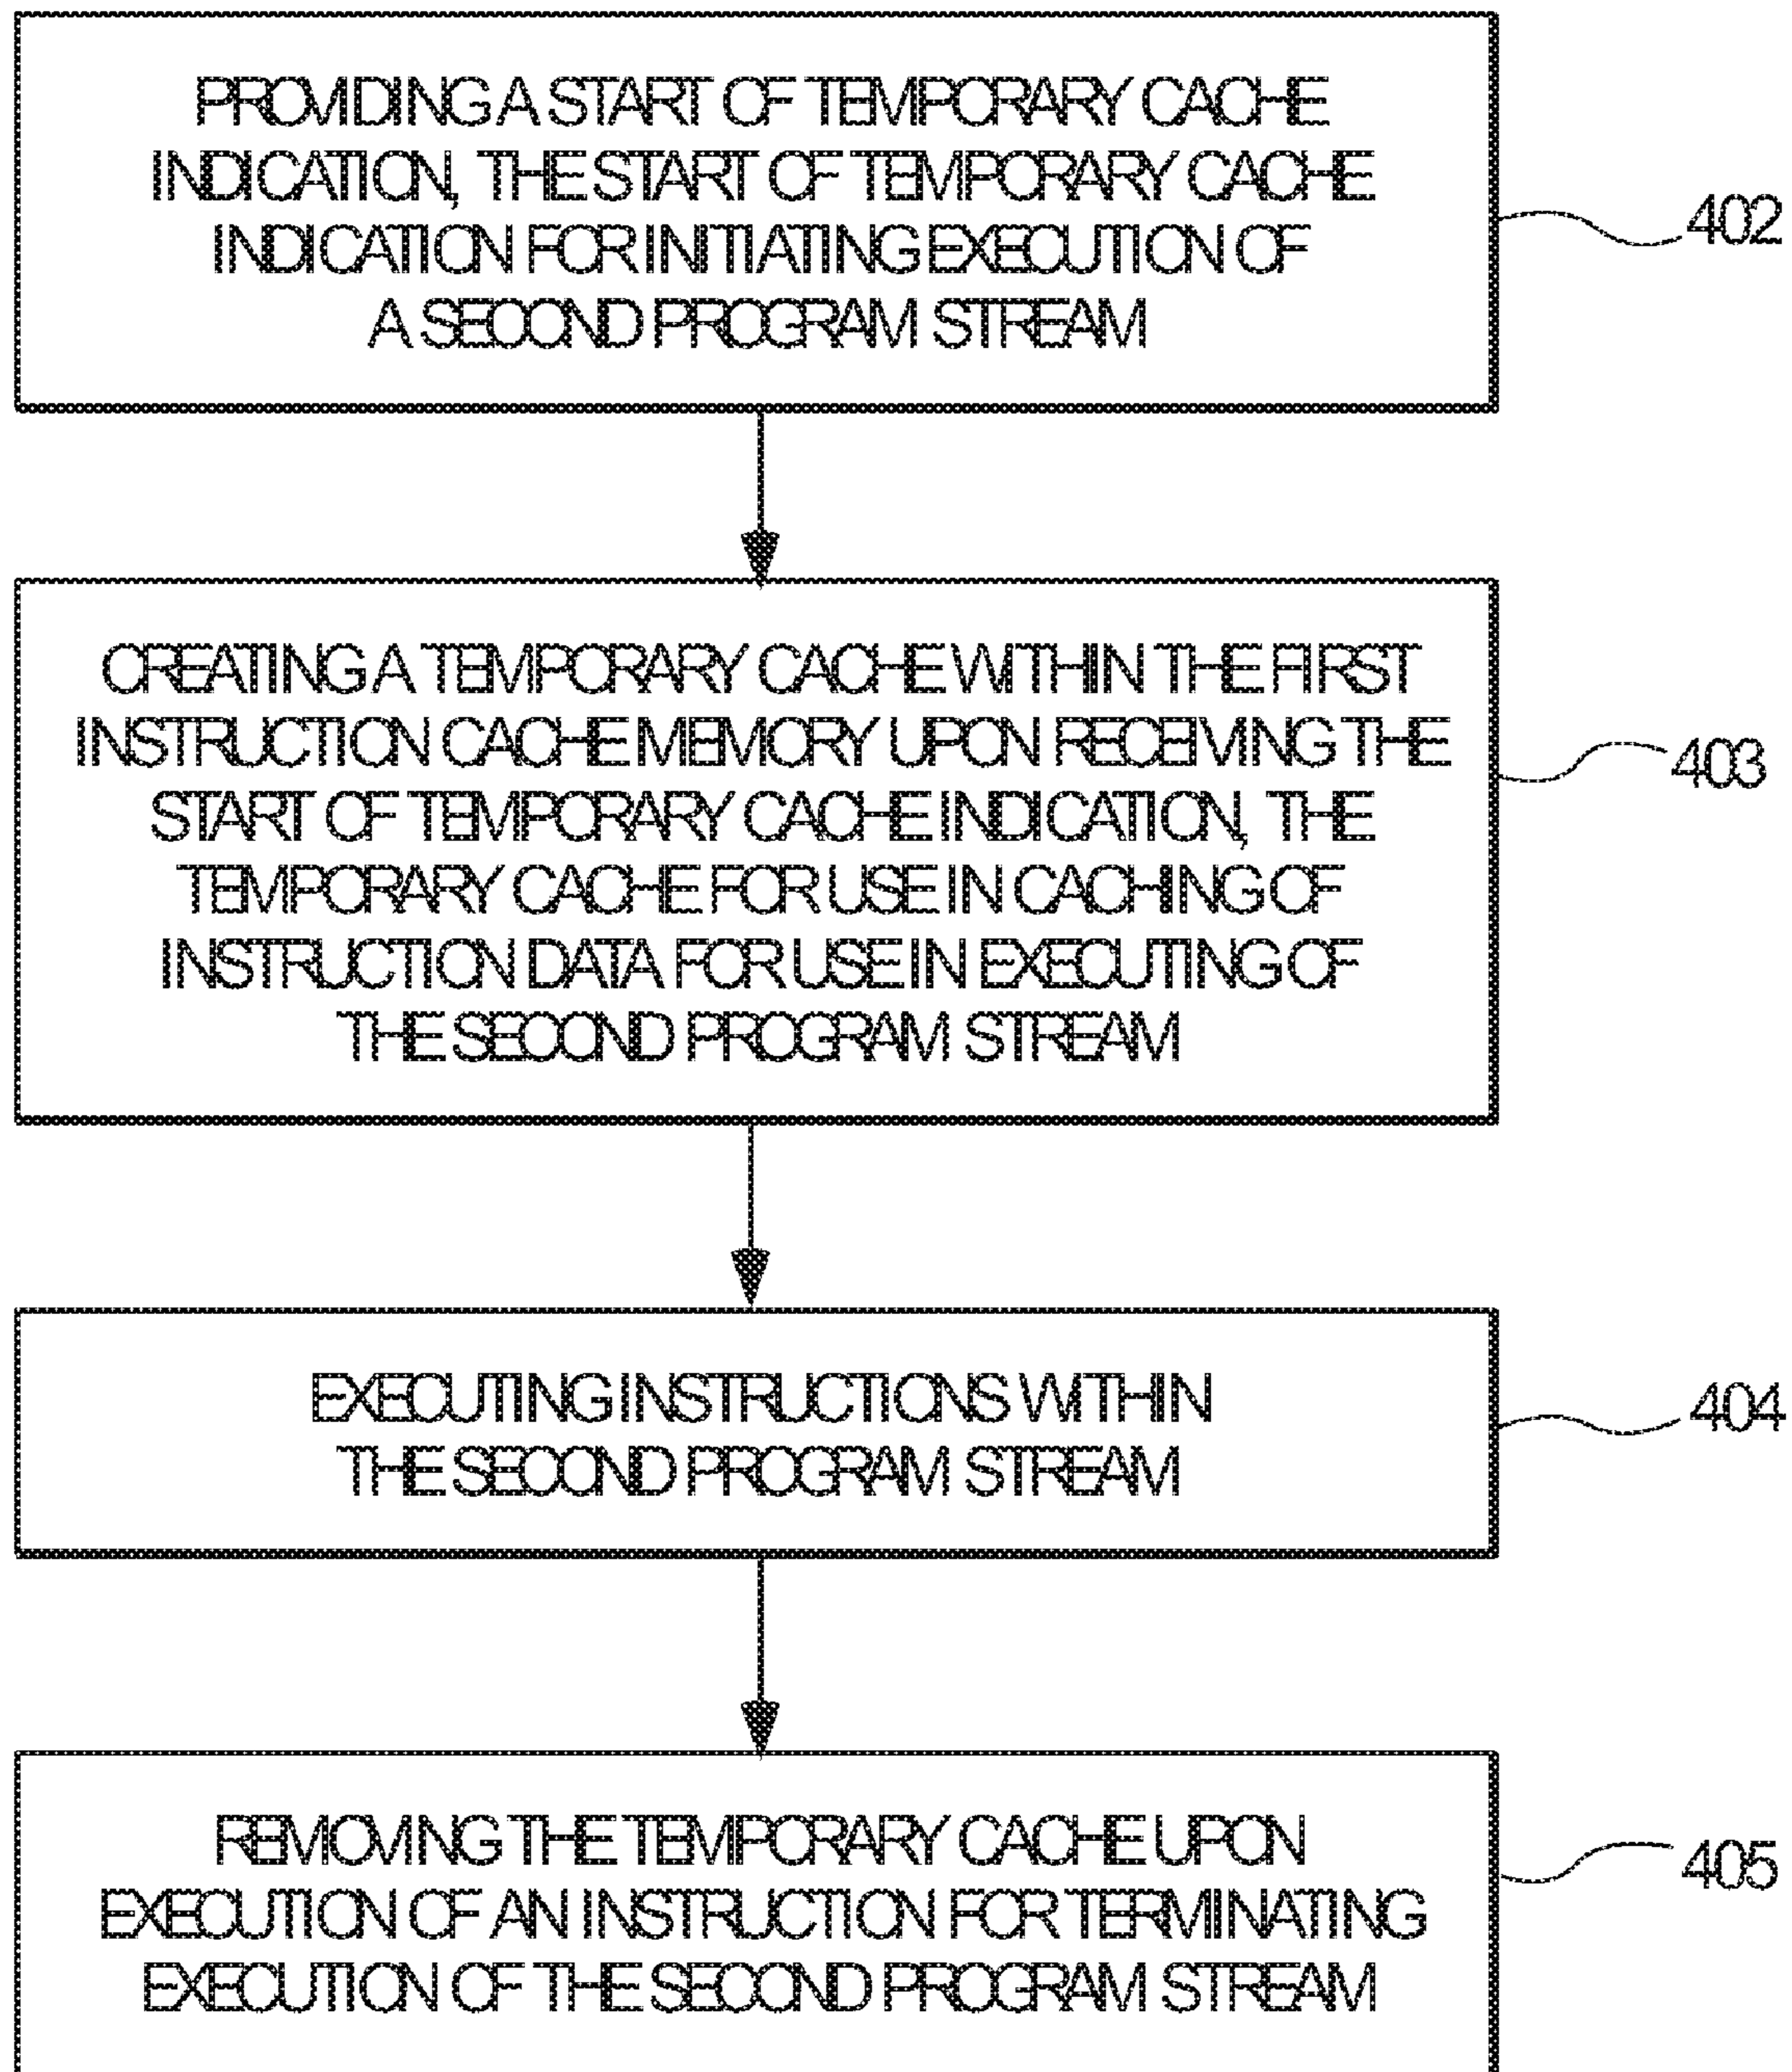 PROVIDING A START OF TEMPORARY CACHE
INDICATION, THE START OF TEMPORARY CACHE
INDICATION FOR INITIATING EXECUTION OF
A SECOND PROGRAM STREAM
402
CREATING A TEMPORARY CACHE WITHIN THE FIRST
INSTRUCTION CACHE MEMORY UPON RECEIVING THE
START OF TEMPORARY CACHE INDICATION, THE
TEMPORARY CACHE FOR USE IN CACHING OF
INSTRUCTION DATA FOR USE IN EXECUTING OF
THE SECOND PROGRAM STREAM
403
EXECUTING INSTRUCTIONS WITHIN
THE SECOND PROGRAM STREAM
404
REMOVING THE TEMPORARY CACHE UPON
EXECUTION OF AN INSTRUCTION FOR TERMINATING
EXECUTION OF THE SECOND PROGRAM STREAM
405